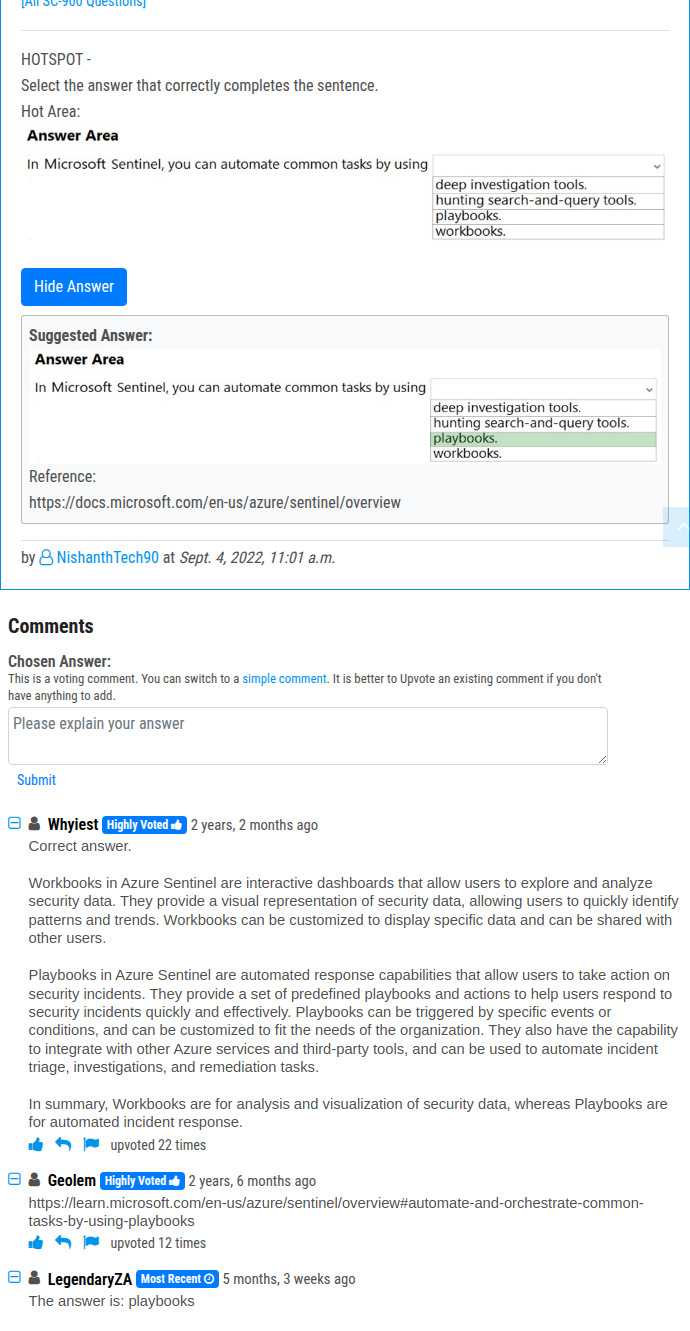 [All SC-900 Questions]
HOTSPOT -
Select the answer that correctly completes the sentence.
Hot Area:
Answer Area
In Microsoft Sentinel, you can automate common tasks by using
deep investigation tools.
hunting search-and-query tools.
playbooks.
workbooks.
Hide Answer
Suggested Answer:
Answer Area
In Microsoft Sentinel, you can automate common tasks by using
deep investigation tools.
hunting search-and-query tools.
playbooks.
workbooks.
Reference:
https://docs.microsoft.com/en-us/azure/sentinel/overview
by NishanthTech90 at Sept. 4, 2022, 11:01 a.m.
Comments
Chosen Answer:
This is a voting comment. You can switch to a simple comment. It is better to Upvote an existing comment if you don't
have anything to add.
Please explain your answer
Submit
Whyiest Highly Voted 2 years, 2 months ago
Correct answer.
Workbooks in Azure Sentinel are interactive dashboards that allow users to explore and analyze
security data. They provide a visual representation of security data, allowing users to quickly identify
patterns and trends. Workbooks can be customized to display specific data and can be shared with
other users.
Playbooks in Azure Sentinel are automated response capabilities that allow users to take action on
security incidents. They provide a set of predefined playbooks and actions to help users respond to
security incidents quickly and effectively. Playbooks can be triggered by specific events or
conditions, and can be customized to fit the needs of the organization. They also have the capability
to integrate with other Azure services and third-party tools, and can be used to automate incident
triage, investigations, and remediation tasks.
In summary, Workbooks are for analysis and visualization of security data, whereas Playbooks are
for automated incident response.
upvoted 22 times
Geolem Highly Voted 2 years, 6 months ago
https://learn.microsoft.com/en-us/azure/sentinel/overview#automate-and-orchestrate-common-
tasks-by-using-playbooks
upvoted 12 times
LegendaryZA Most Recent 5 months, 3 weeks ago
The answer is: playbooks